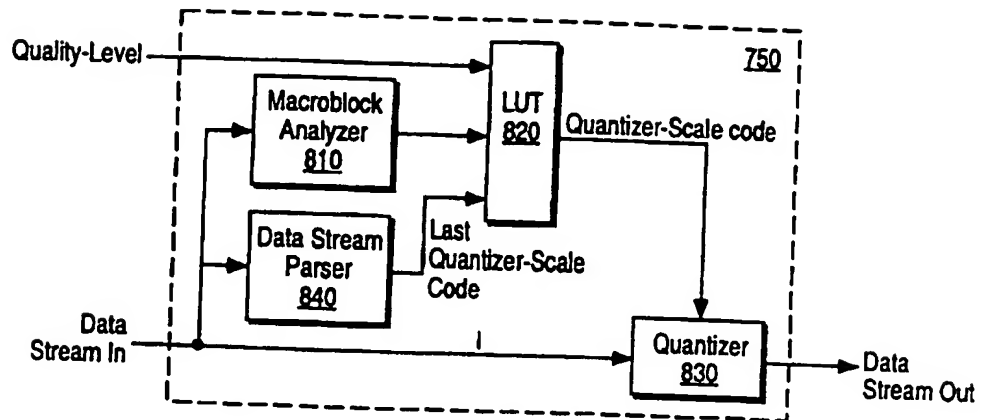 Quality-Level
750
Macroblock
Analyzer
810
LUT
820
Quantizer-Scale code
Data Stream
Parser
840
Last
Quantizer-Scale
Code
Data
Stream In
Quantizer
830
Data
Stream Out